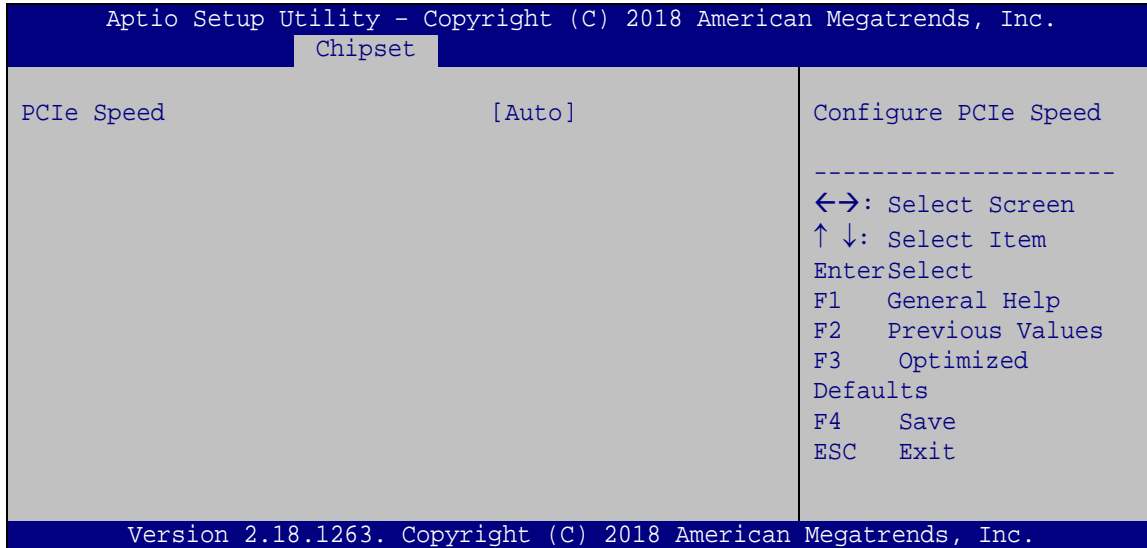 Aptio Setup Utility – Copyright (C) 2018 American Megatrends, Inc.
Chipset
PCIe Speed [Auto]
Configure PCIe Speed
---------------------
←→: Select Screen
↑ ↓: Select Item
EnterSelect
F1 General Help
F2 Previous Values
F3 Optimized
Defaults
F4 Save
ESC Exit
Version 2.18.1263. Copyright (C) 2018 American Megatrends, Inc.